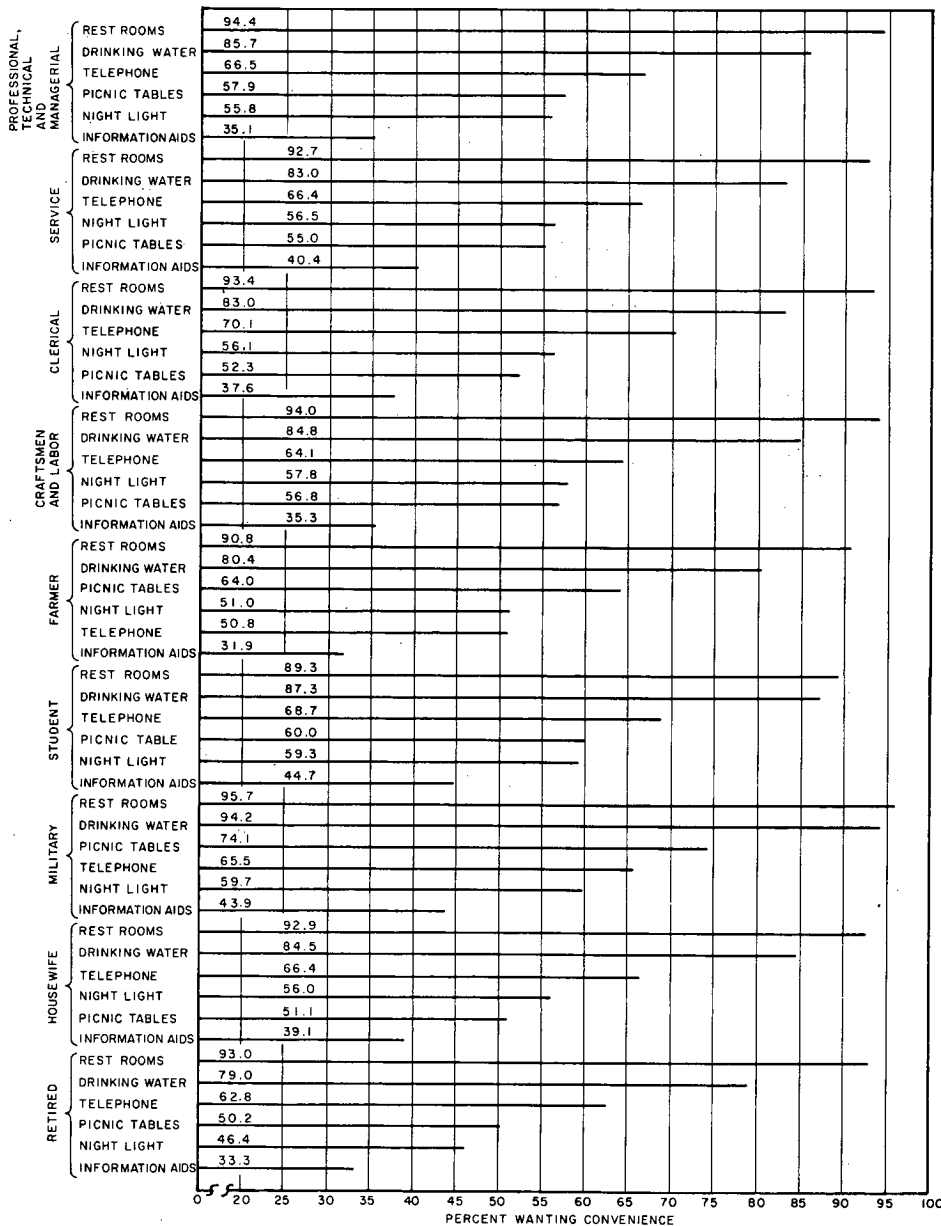 PROFESSIONAL,
TECHNICAL
AND
MANAGERIAL
REST ROOMS 94.4
DRINKING WATER 85.7
TELEPHONE 66.5
PICNIC TABLES 57.9
NIGHT LIGHT 55.8
INFORMATION AIDS 35.1
SERVICE
REST ROOMS 92.7
DRINKING WATER 83.0
TELEPHONE 66.4
NIGHT LIGHT 56.5
PICNIC TABLES 55.0
INFORMATION AIDS 40.4
CLERICAL
REST ROOMS 93.4
DRINKING WATER 83.0
TELEPHONE 70.1
NIGHT LIGHT 56.1
PICNIC TABLES 52.3
INFORMATION AIDS 37.6
CRAFTSMEN
AND LABOR
REST ROOMS 94.0
DRINKING WATER 84.8
TELEPHONE 64.1
NIGHT LIGHT 57.8
PICNIC TABLES 56.8
INFORMATION AIDS 35.3
FARMER
REST ROOMS 90.8
DRINKING WATER 80.4
PICNIC TABLES 64.0
NIGHT LIGHT 51.0
TELEPHONE 50.8
INFORMATION AIDS 31.9
STUDENT
REST ROOMS 89.3
DRINKING WATER 87.3
TELEPHONE 68.7
PICNIC TABLE 60.0
NIGHT LIGHT 59.3
INFORMATION AIDS 44.7
MILITARY
REST ROOMS 95.7
DRINKING WATER 94.2
PICNIC TABLES 74.1
TELEPHONE 65.5
NIGHT LIGHT 59.7
INFORMATION AIDS 43.9
HOUSEWIFE
REST ROOMS 92.9
DRINKING WATER 84.5
TELEPHONE 66.4
NIGHT LIGHT 56.0
PICNIC TABLES 51.1
INFORMATION AIDS 39.1
RETIRED
REST ROOMS 93.0
DRINKING WATER 79.0
TELEPHONE 62.8
PICNIC TABLES 50.2
NIGHT LIGHT 46.4
INFORMATION AIDS 33.3
0 20 25 30 35 40 45 50 55 60 65 70 75 80 85 90 95 100
PERCENT WANTING CONVENIENCE